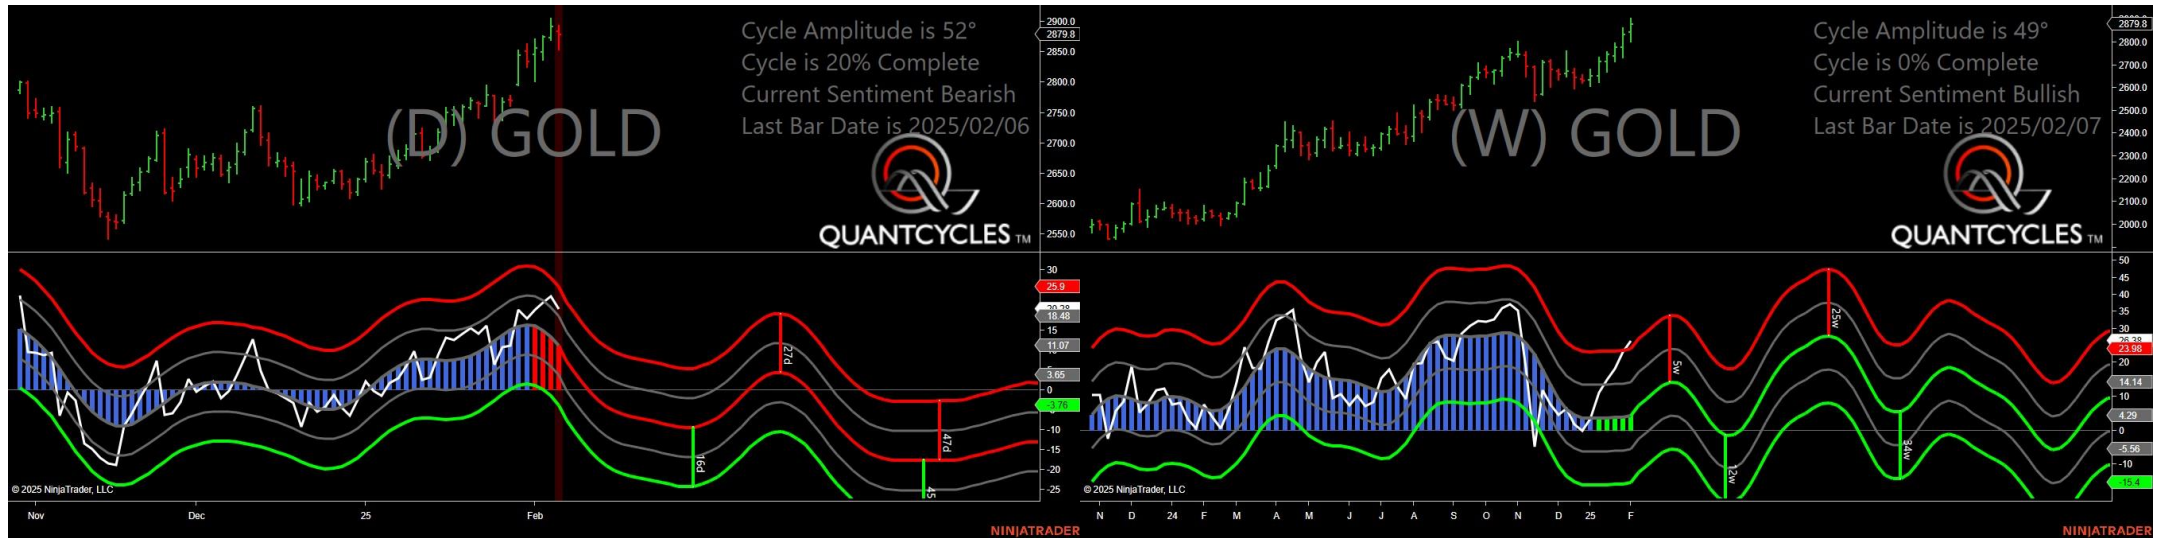 Cycle Amplitude is 52°
Cycle is 20% Complete
Current Sentiment Bearish
Last Bar Date is 2025/02/06
(D) GOLD
QUANTCYCLES TM
2900.0
2879.8
2850.0
2800.0
2750.0
2700.0
2650.0
2600.0
2550.0
30
25.9
18.48
15
11.07
3.65
0
-3.76
-10
-15
-20
-25
27d
16d
47d
45
© 2025 NinjaTrader, LLC
Nov
Dec
25
Feb
NINJATRADER
Cycle Amplitude is 49°
Cycle is 0% Complete
Current Sentiment Bullish
Last Bar Date is 2025/02/07
(W) GOLD
QUANTCYCLES TM
2879.8
2800.0
2700.0
2600.0
2500.0
2400.0
2300.0
2200.0
2100.0
2000.0
50
45
40
35
30
26.38
23.98
20
14.14
10
4.29
0
-5.56
-10
-15.4
5w
12w
25w
34w
© 2025 NinjaTrader, LLC
N
D
24
F
M
A
M
J
J
A
S
O
N
D
25
F
NINJATRADER